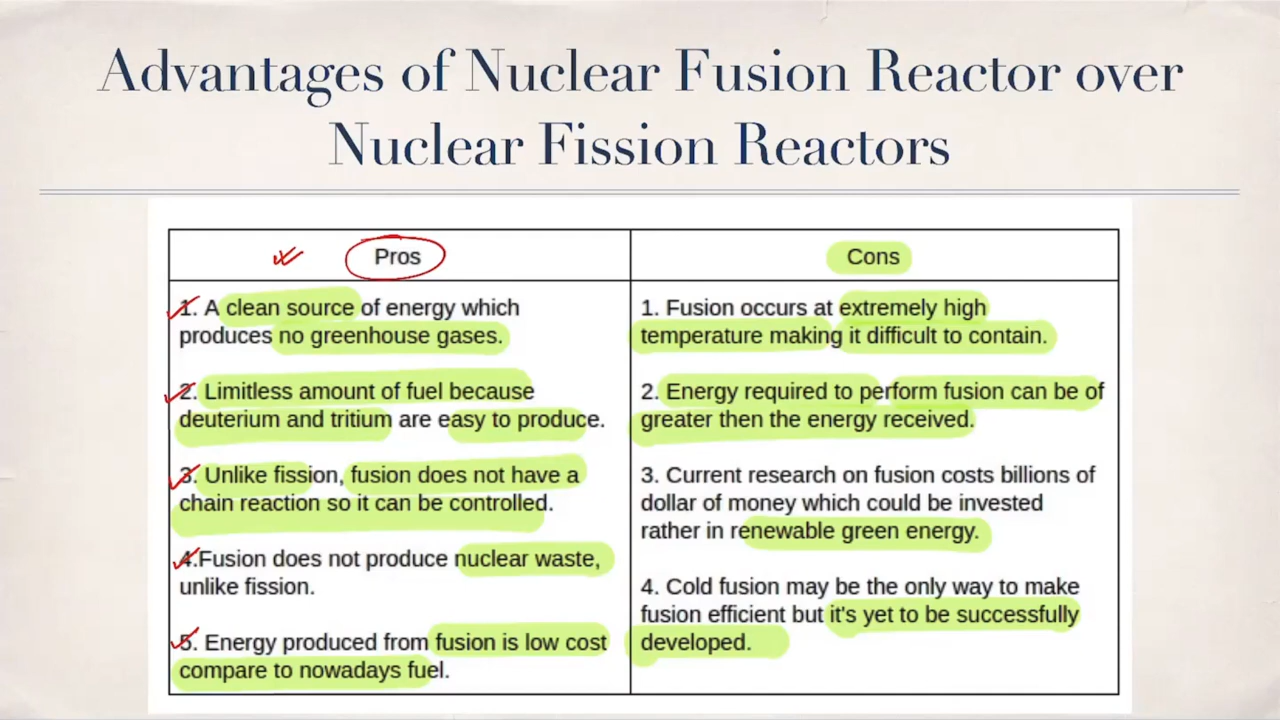 Advantages of Nuclear Fusion Reactor over
Nuclear Fission Reactors
Pros
1. A clean source of energy which
produces no greenhouse gases.
2. Limitless amount of fuel because
deuterium and tritium are easy to produce.
3. Unlike fission, fusion does not have a
chain reaction so it can be controlled.
4.Fusion does not produce nuclear waste,
unlike fission.
5. Energy produced from fusion is low cost
compare to nowadays fuel.
Cons
1. Fusion occurs at extremely high
temperature making it difficult to contain.
2. Energy required to perform fusion can be of
greater then the energy received.
3. Current research on fusion costs billions of
dollar of money which could be invested
rather in renewable green energy.
4. Cold fusion may be the only way to make
fusion efficient but it's yet to be successfully
developed.